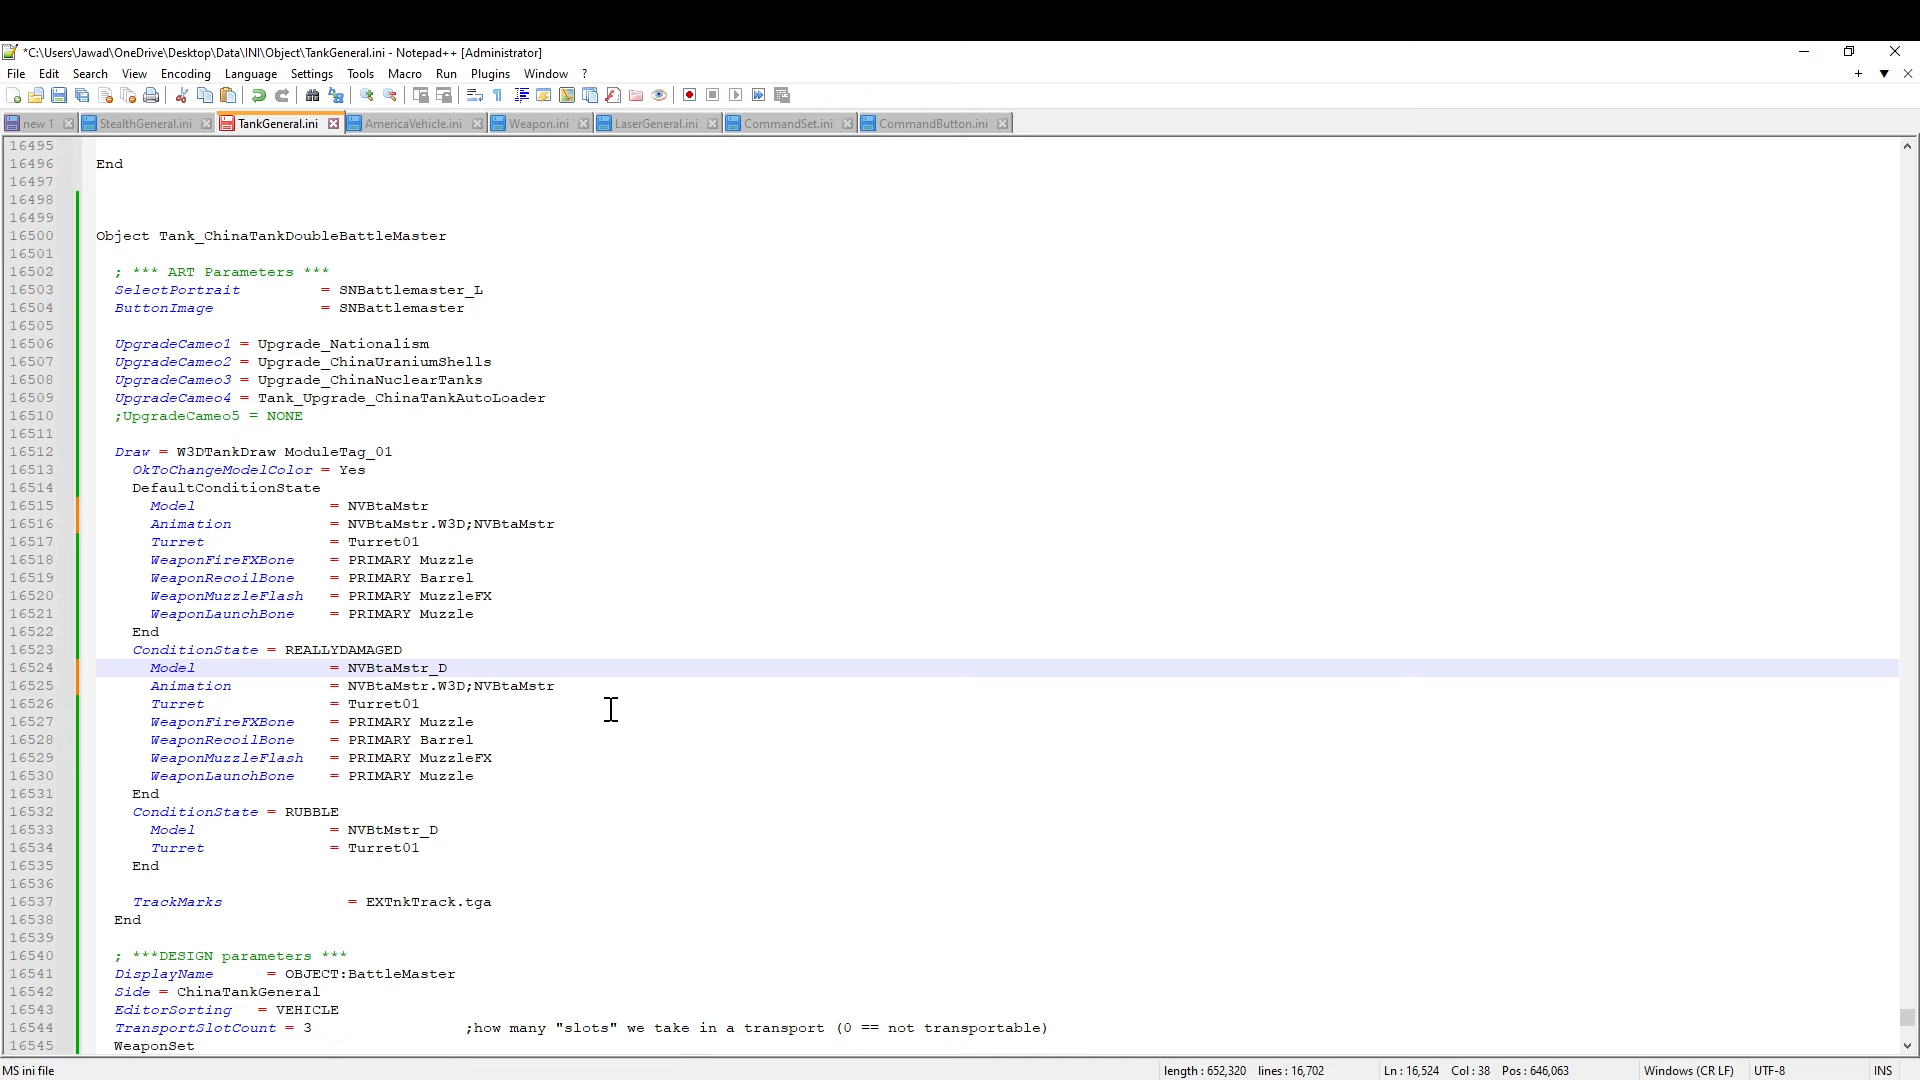 *C:\Users\Jawad\OneDrive\Desktop\Data\INI\Object\TankGeneral.ini - Notepad++ [Administrator]
File Edit Search View Encoding Language Settings Tools Macro Run Plugins Window ?
new 1 StealthGeneral.ini TankGeneral.ini AmericaVehicle.ini Weapon.ini LaserGeneral.ini CommandSet.ini CommandButton.ini
16495
16496 End
16497
16498
16499
16500 Object Tank_ChinaTankDoubleBattleMaster
16501
16502 ; *** ART Parameters ***
16503 SelectPortrait = SNBattlemaster_L
16504 ButtonImage = SNBattlemaster
16505
16506 UpgradeCameo1 = Upgrade_Nationalism
16507 UpgradeCameo2 = Upgrade_ChinaUraniumShells
16508 UpgradeCameo3 = Upgrade_ChinaNuclearTanks
16509 UpgradeCameo4 = Tank_Upgrade_ChinaTankAutoLoader
16510 ;UpgradeCameo5 = NONE
16511
16512 Draw = W3DTankDraw ModuleTag_01
16513 OkToChangeModelColor = Yes
16514 DefaultConditionState
16515 Model = NVBtaMstr
16516 Animation = NVBtaMstr.W3D;NVBtaMstr
16517 Turret = Turret01
16518 WeaponFireFXBone = PRIMARY Muzzle
16519 WeaponRecoilBone = PRIMARY Barrel
16520 WeaponMuzzleFlash = PRIMARY MuzzleFX
16521 WeaponLaunchBone = PRIMARY Muzzle
16522 End
16523 ConditionState = REALLYDAMAGED
16524 Model = NVBtaMstr_D
16525 Animation = NVBtaMstr.W3D;NVBtaMstr
16526 Turret = Turret01
16527 WeaponFireFXBone = PRIMARY Muzzle
16528 WeaponRecoilBone = PRIMARY Barrel
16529 WeaponMuzzleFlash = PRIMARY MuzzleFX
16530 WeaponLaunchBone = PRIMARY Muzzle
16531 End
16532 ConditionState = RUBBLE
16533 Model = NVBtMstr_D
16534 Turret = Turret01
16535 End
16536
16537 TrackMarks = EXTnkTrack.tga
16538 End
16539
16540 ; ***DESIGN parameters ***
16541 DisplayName = OBJECT:BattleMaster
16542 Side = ChinaTankGeneral
16543 EditorSorting = VEHICLE
16544 TransportSlotCount = 3 ;how many "slots" we take in a transport (0 == not transportable)
16545 WeaponSet
MS ini file length : 652,320 lines : 16,702 Ln : 16,524 Col : 38 Pos : 646,063 Windows (CR LF) UTF-8 INS